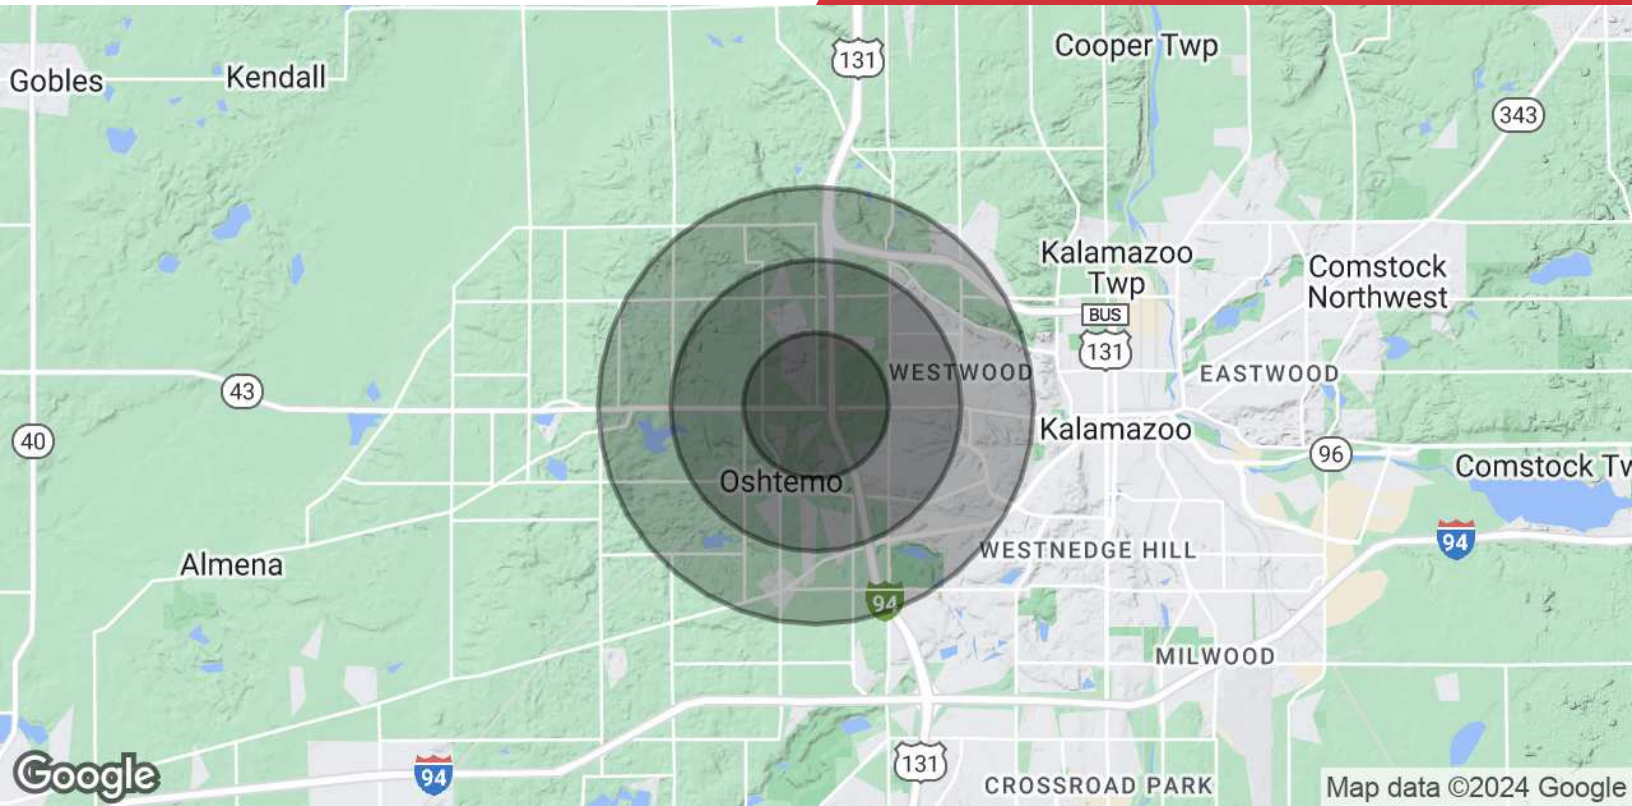 131
Cooper Twp
Gobles
Kendall
343
Kalamazoo
Twp
Comstock
Northwest
BUS
131
WESTWOOD
EASTWOOD
43
Kalamazoo
40
96
Comstock Tw
Oshtemo
94
WESTNEDGE HILL
Almena
94
MILWOOD
131
94
CROSSROAD PARK
Google
Map data ©2024 Google